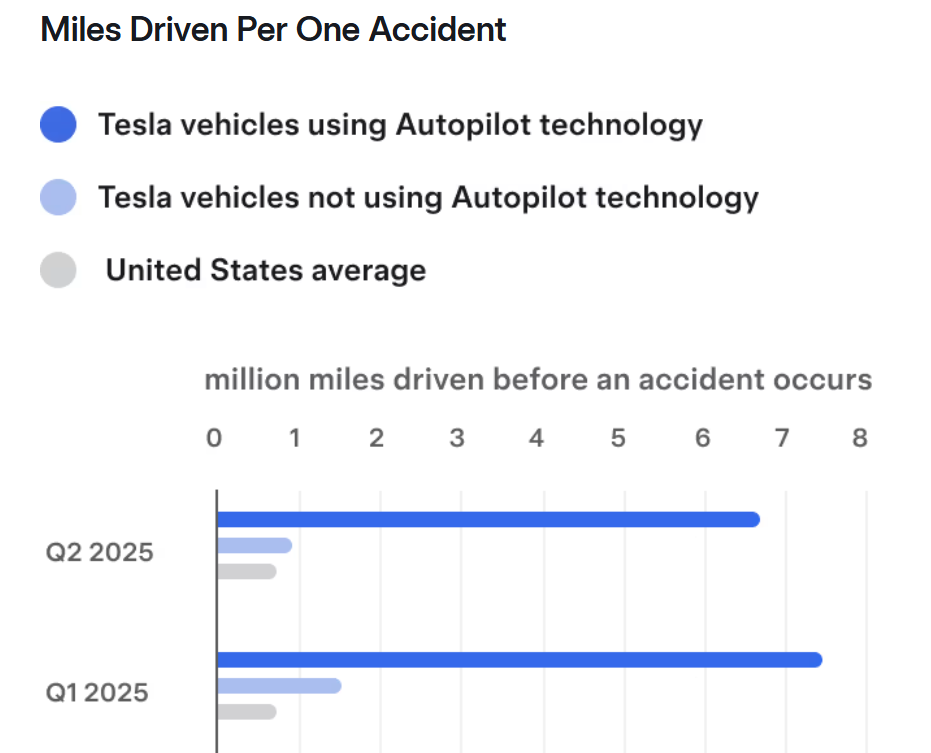 Miles Driven Per One Accident
Tesla vehicles using Autopilot technology
Tesla vehicles not using Autopilot technology
United States average
million miles driven before an accident occurs
0 1 2 3 4 5 6 7 8
Q2 2025
Q1 2025